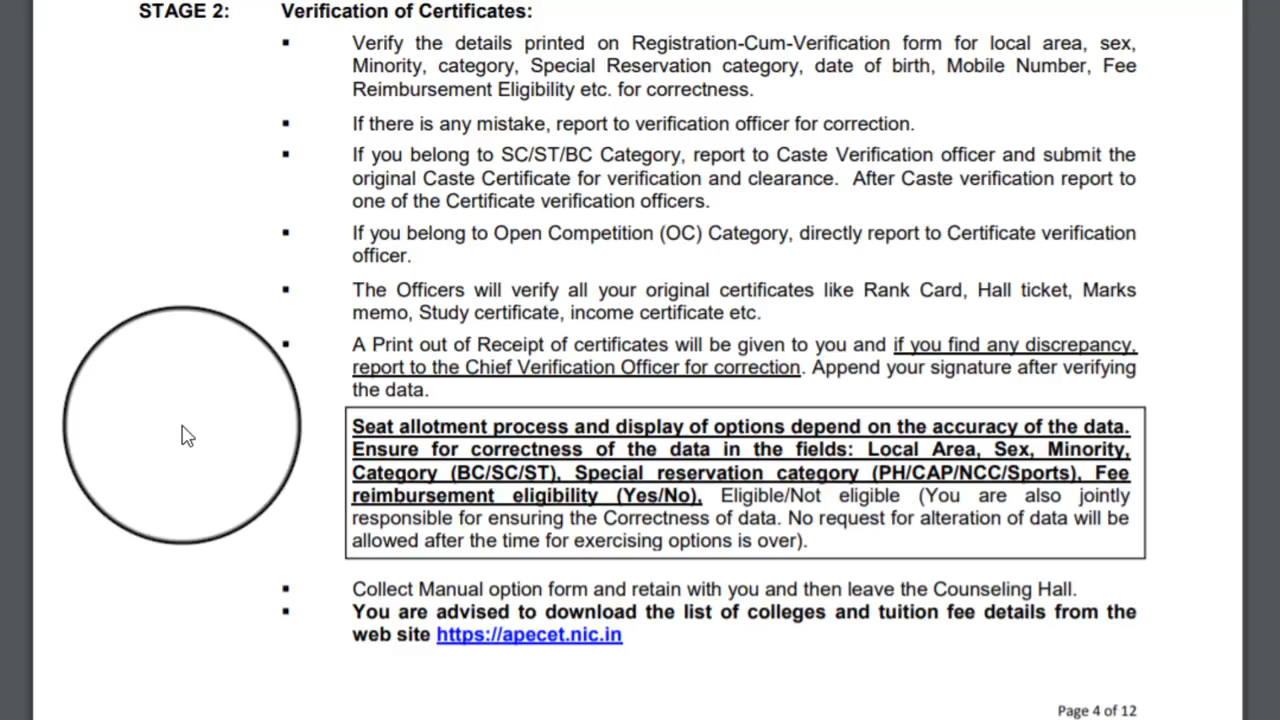 STAGE 2: Verification of Certificates:
▪ Verify the details printed on Registration-Cum-Verification form for local area, sex,
Minority, category, Special Reservation category, date of birth, Mobile Number, Fee
Reimbursement Eligibility etc. for correctness.
▪ If there is any mistake, report to verification officer for correction.
▪ If you belong to SC/ST/BC Category, report to Caste Verification officer and submit the
original Caste Certificate for verification and clearance. After Caste verification report to
one of the Certificate verification officers.
▪ If you belong to Open Competition (OC) Category, directly report to Certificate verification
officer.
▪ The Officers will verify all your original certificates like Rank Card, Hall ticket, Marks
memo, Study certificate, income certificate etc.
▪ A Print out of Receipt of certificates will be given to you and if you find any discrepancy,
report to the Chief Verification Officer for correction. Append your signature after verifying
the data.
Seat allotment process and display of options depend on the accuracy of the data.
Ensure for correctness of the data in the fields: Local Area, Sex, Minority,
Category (BC/SC/ST), Special reservation category (PH/CAP/NCC/Sports), Fee
reimbursement eligibility (Yes/No), Eligible/Not eligible (You are also jointly
responsible for ensuring the Correctness of data. No request for alteration of data will be
allowed after the time for exercising options is over).
▪ Collect Manual option form and retain with you and then leave the Counseling Hall.
▪ You are advised to download the list of colleges and tuition fee details from the
web site https://apecet.nic.in
Page 4 of 12